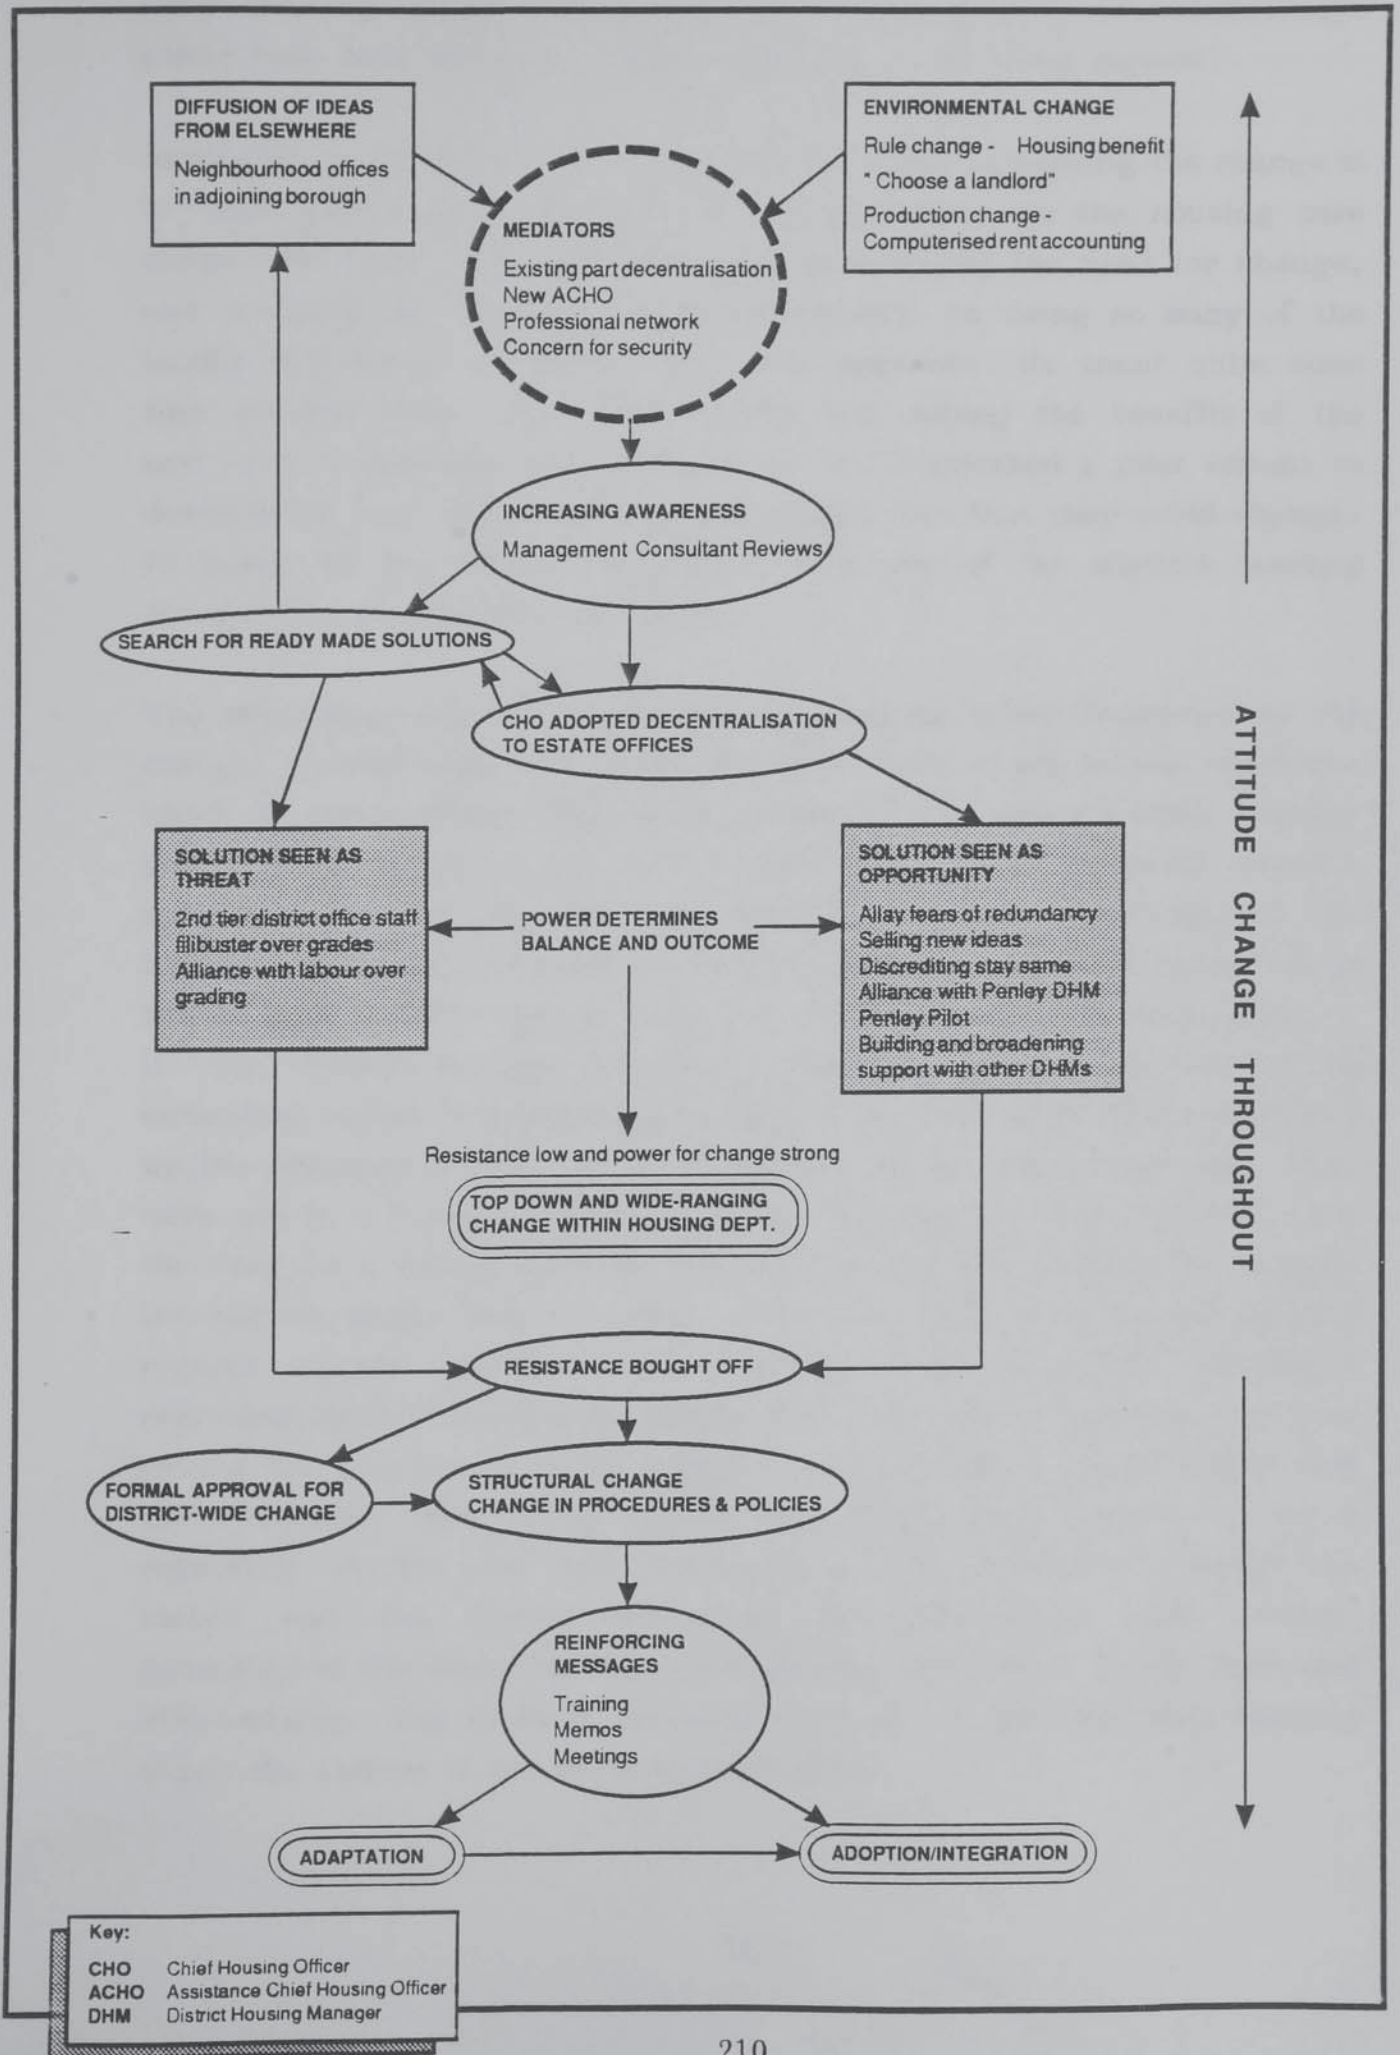 DIFFUSION OF IDEAS
FROM ELSEWHERE
Neighbourhood offices
in adjoining borough
ENVIRONMENTAL CHANGE
Rule change - Housing benefit
" Choose a landlord"
Production change -
Computerised rent accounting
MEDIATORS
Existing part decentralisation
New ACHO
Professional network
Concern for security
INCREASING AWARENESS
Management Consultant Reviews
SEARCH FOR READY MADE SOLUTIONS
CHO ADOPTED DECENTRALISATION
TO ESTATE OFFICES
SOLUTION SEEN AS
THREAT
2nd tier district office staff
filibuster over grades
Alliance with labour over
grading
POWER DETERMINES
BALANCE AND OUTCOME
SOLUTION SEEN AS
OPPORTUNITY
Allay fears of redundancy
Selling new ideas
Discrediting stay same
Alliance with Penley DHM
Penley Pilot
Building and broadening
support with other DHMs
ATTITUDE CHANGE THROUGHOUT
Resistance low and power for change strong
TOP DOWN AND WIDE-RANGING
CHANGE WITHIN HOUSING DEPT.
RESISTANCE BOUGHT OFF
FORMAL APPROVAL FOR
DISTRICT-WIDE CHANGE
STRUCTURAL CHANGE
CHANGE IN PROCEDURES & POLICIES
REINFORCING
MESSAGES
Training
Memos
Meetings
ADAPTATION
ADOPTION/INTEGRATION
Key:
CHO Chief Housing Officer
ACHO Assistance Chief Housing Officer
DHM District Housing Manager
210